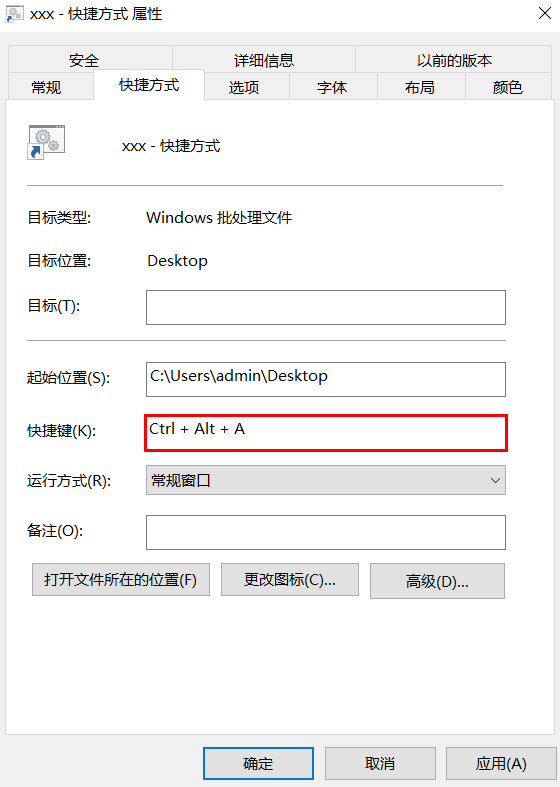 xxx - 快捷方式 属性
安全 详细信息 以前的版本
常规 快捷方式 选项 字体 布局 颜色
xxx - 快捷方式
目标类型: Windows 批处理文件
目标位置: Desktop
目标(T):
起始位置(S): C:\Users\admin\Desktop
快捷键(K): Ctrl + Alt + A
运行方式(R): 常规窗口
备注(O):
打开文件所在的位置(F) 更改图标(C)... 高级(D)...
确定 取消 应用(A)